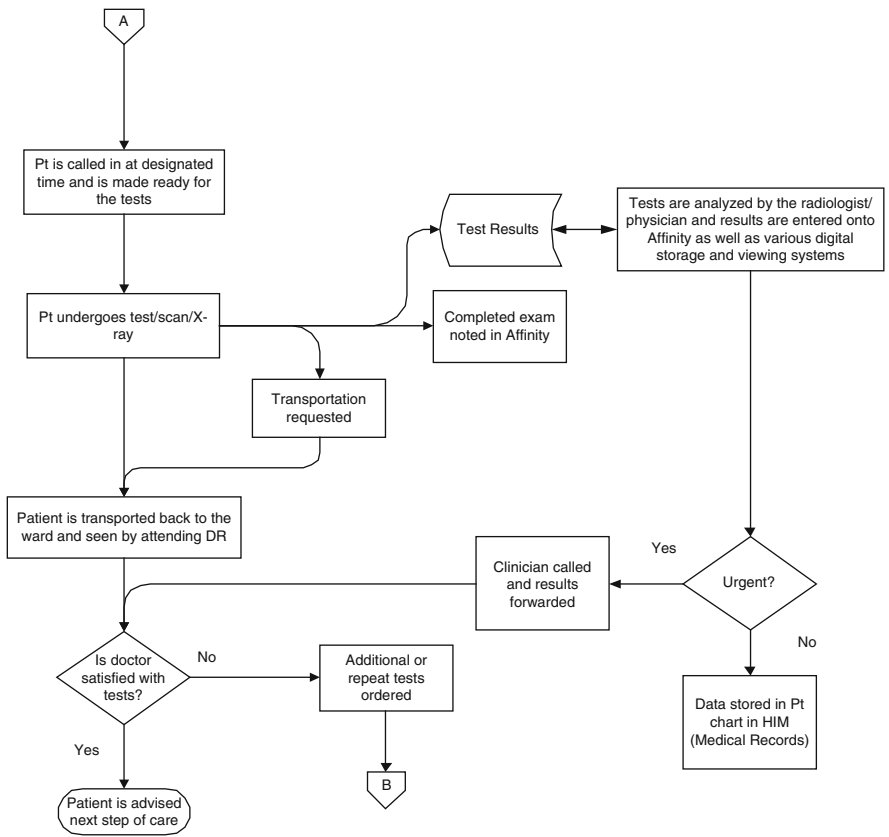 A
Pt is called in at designated
time and is made ready for
the tests
Test Results
Tests are analyzed by the radiologist/
physician and results are entered onto
Affinity as well as various digital
storage and viewing systems
Pt undergoes test/scan/X-
ray
Completed exam
noted in Affinity
Transportation
requested
Patient is transported back to the
ward and seen by attending DR
Clinician called
and results
forwarded
Yes
Urgent?
No
Is doctor
satisfied with
tests?
No
Additional or
repeat tests
ordered
Data stored in Pt
chart in HIM
(Medical Records)
Yes
B
Patient is advised
next step of care